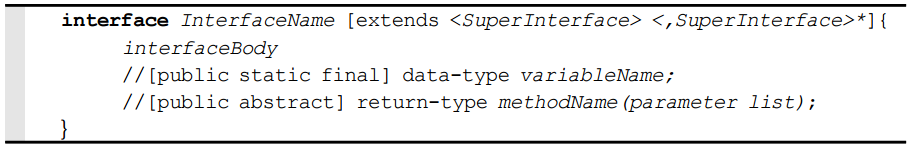 interface InterfaceName [extends <SuperInterface> <,SuperInterface>*]{
interfaceBody
//[public static final] data-type variableName;
//[public abstract] return-type methodName(parameter list);
}